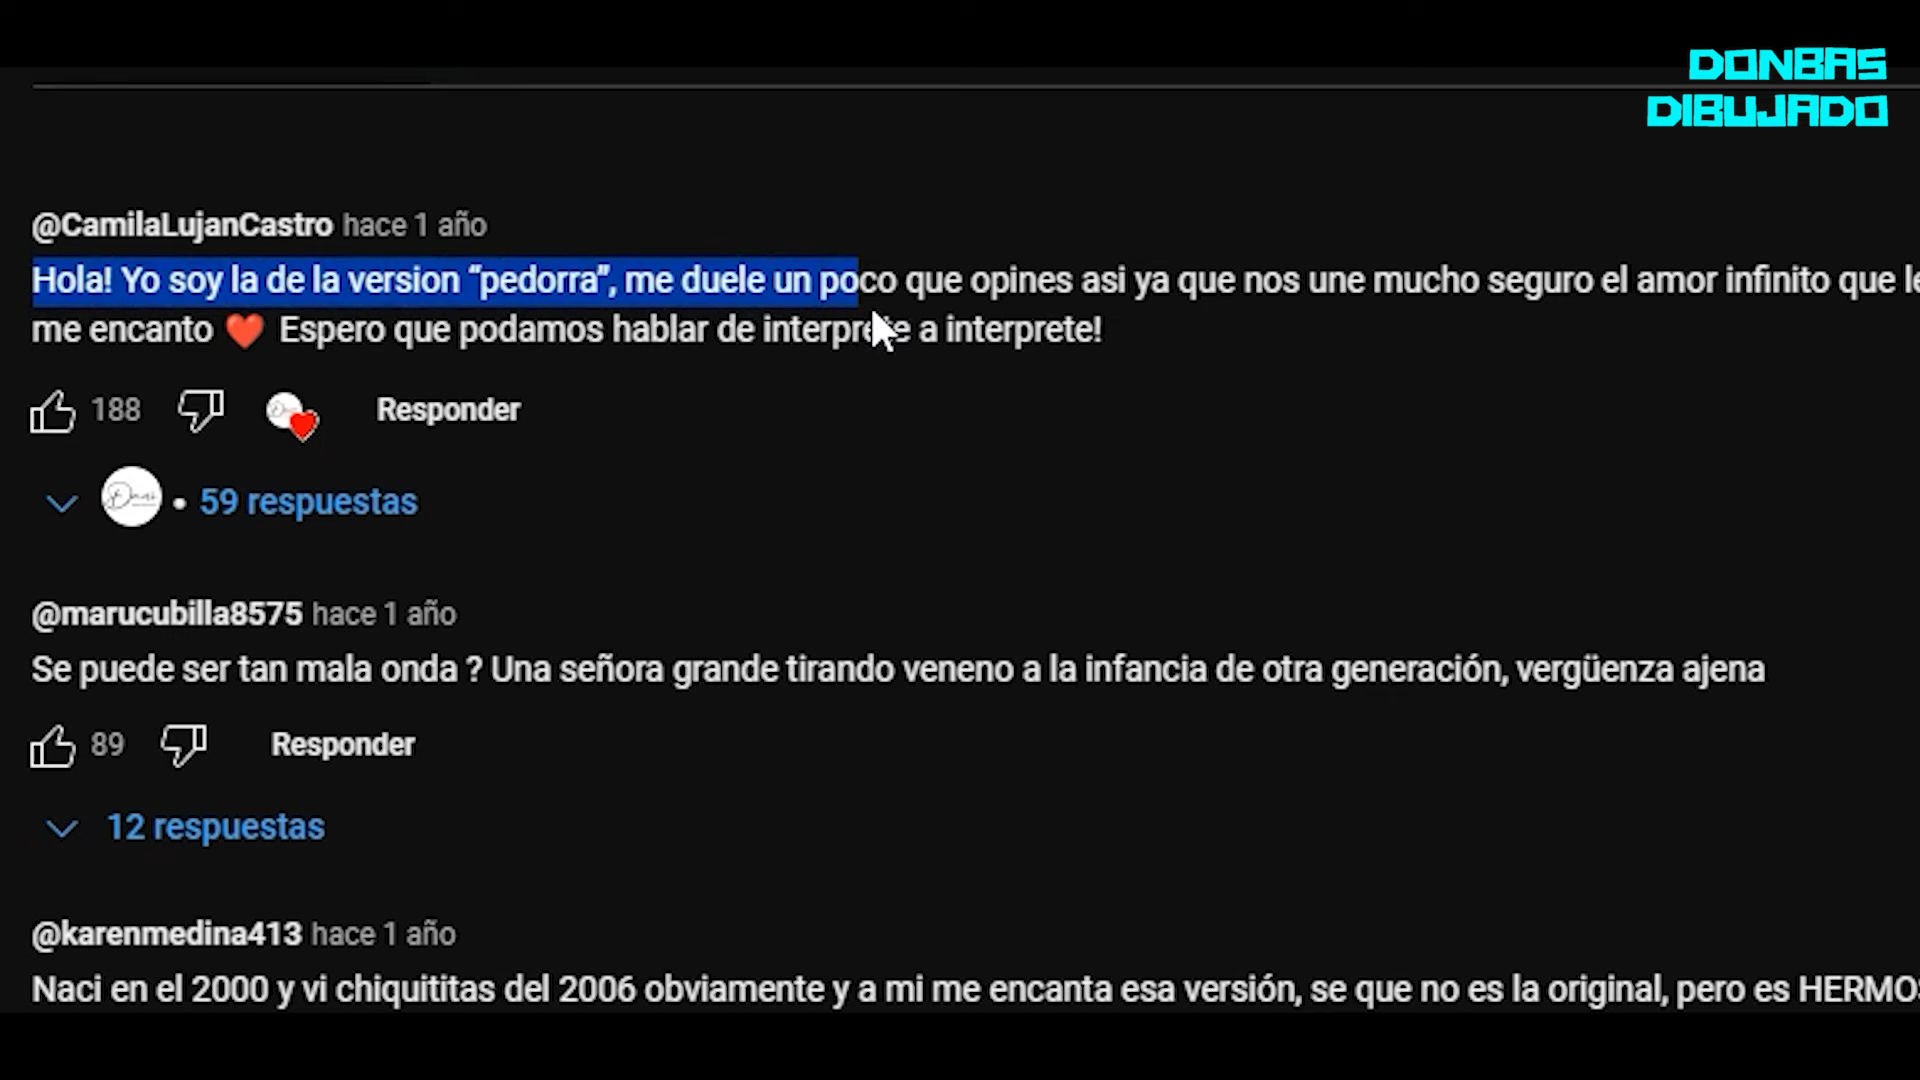 DONBAS
DIBUJADO
@CamilaLujanCastro hace 1 año
Hola! Yo soy la de la version “pedorra”, me duele un poco que opines asi ya que nos une mucho seguro el amor infinito que le
me encanto ❤️ Espero que podamos hablar de interprete a interprete!
188 Responder
59 respuestas
@marucubilla8575 hace 1 año
Se puede ser tan mala onda ? Una señora grande tirando veneno a la infancia de otra generación, vergüenza ajena
89 Responder
12 respuestas
@karenmedina413 hace 1 año
Naci en el 2000 y vi chiquititas del 2006 obviamente y a mi me encanta esa versión, se que no es la original, pero es HERMOS